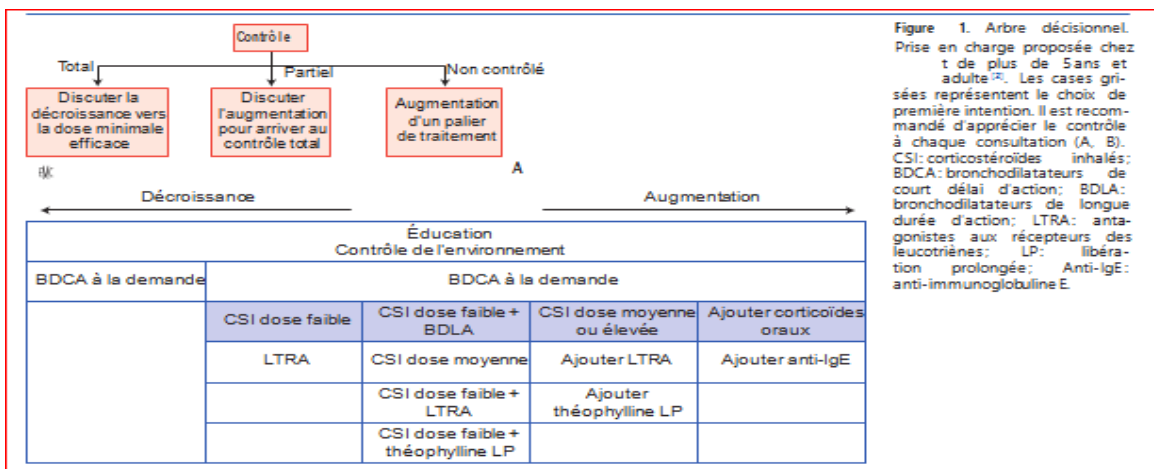 Contrôle
Total
Partiel
Non contrôlé
Discuter la
décroissance vers
la dose minimale
efficace
Discuter
l'augmentation
pour arriver au
contrôle total
Augmentation
d'un palier
de traitement
A
Décroissance
Augmentation
Éducation
Contrôle de l'environnement
BDCA à la demande
BDCA à la demande
CSI dose faible
CSI dose faible +
BDLA
CSI dose moyenne
ou élevée
Ajouter corticoïdes
oraux
LTRA
CSI dose moyenne
Ajouter LTRA
Ajouter anti-IgE
CSI dose faible +
LTRA
Ajouter
théophylline LP
CSI dose faible +
théophylline LP
Figure 1. Arbre décisionnel.
Prise en charge proposée chez
t de plus de 5ans et
adulte [2]. Les cases gri-
sées représentent le choix de
première intention. Il est recom-
mandé d'apprécier le contrôle
à chaque consultation (A, B).
CSI: corticostéroïdes inhalés;
BDCA: bronchodilatateurs de
court délai d'action; BDLA:
bronchodilatateurs de longue
durée d'action; LTRA: anta-
gonistes aux récepteurs des
leucotriènes; LP: libéra-
tion prolongée; Anti-IgE:
anti-immunoglobuline E.